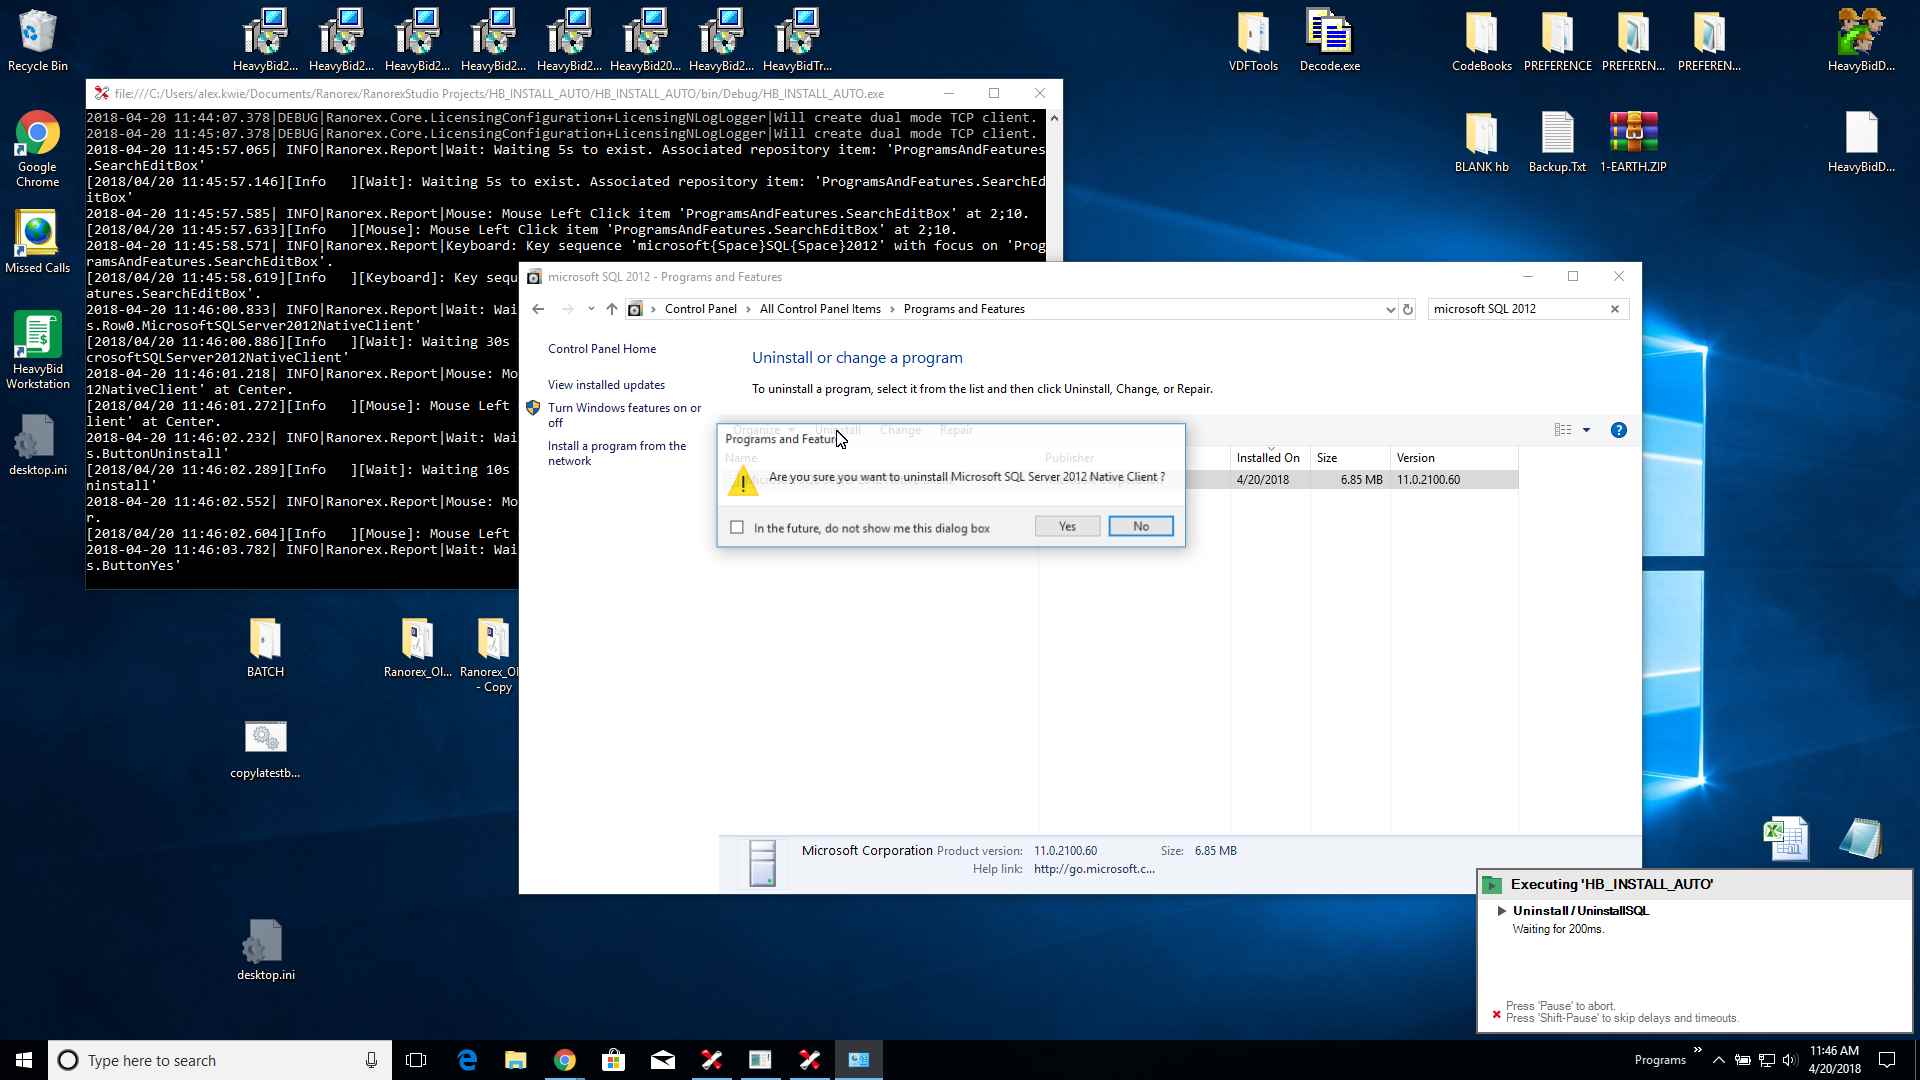 Recycle Bin
HeavyBid2...
HeavyBid2...
HeavyBid2...
HeavyBid2...
HeavyBid2...
HeavyBid20...
HeavyBid2...
HeavyBidTr...
VDFTools
Decode.exe
CodeBooks
PREFERENCE
PREFEREN...
PREFEREN...
HeavyBidD...
Google
Chrome
Missed Calls
HeavyBid
Workstation
desktop.ini
BLANK hb
Backup.Txt
1-EARTH.ZIP
HeavyBidD...
file:///C:/Users/alex.kwie/Documents/Ranorex/RanorexStudio Projects/HB_INSTALL_AUTO/HB_INSTALL_AUTO/bin/Debug/HB_INSTALL_AUTO.exe
2018-04-20 11:44:07.378|DEBUG|Ranorex.Core.LicensingConfiguration+LicensingNLogLogger|Will create dual mode TCP client.
2018-04-20 11:45:07.378|DEBUG|Ranorex.Core.LicensingConfiguration+LicensingNLogLogger|Will create dual mode TCP client.
2018-04-20 11:45:57.065| INFO|Ranorex.Report|Wait: Waiting 5s to exist. Associated repository item: 'ProgramsAndFeatures
.SearchEditBox'
[2018/04/20 11:45:57.146][Info   ][Wait]: Waiting 5s to exist. Associated repository item: 'ProgramsAndFeatures.SearchEd
itBox'
2018-04-20 11:45:57.585| INFO|Ranorex.Report|Mouse: Mouse Left Click item 'ProgramsAndFeatures.SearchEditBox' at 2;10.
[2018/04/20 11:45:57.633][Info   ][Mouse]: Mouse Left Click item 'ProgramsAndFeatures.SearchEditBox' at 2;10.
2018-04-20 11:45:58.571| INFO|Ranorex.Report|Keyboard: Key sequence 'microsoft{Space}SQL{Space}2012' with focus on 'Prog
ramsAndFeatures.SearchEditBox'.
[2018/04/20 11:45:58.619][Info   ][Keyboard]: Key sequ
atures.SearchEditBox'.
2018-04-20 11:46:00.833| INFO|Ranorex.Report|Wait: Wai
s.Row0.MicrosoftSQLServer2012NativeClient'
[2018/04/20 11:46:00.886][Info   ][Wait]: Waiting 30s
crosoftSQLServer2012NativeClient'
2018-04-20 11:46:01.218| INFO|Ranorex.Report|Mouse: Mo
12NativeClient' at Center.
[2018/04/20 11:46:01.272][Info   ][Mouse]: Mouse Left
lient' at Center.
2018-04-20 11:46:02.232| INFO|Ranorex.Report|Wait: Wai
s.ButtonUninstall'
[2018/04/20 11:46:02.289][Info   ][Wait]: Waiting 10s
ninstall'
2018-04-20 11:46:02.552| INFO|Ranorex.Report|Mouse: Mo
r.
[2018/04/20 11:46:02.604][Info   ][Mouse]: Mouse Left
2018-04-20 11:46:03.782| INFO|Ranorex.Report|Wait: Wai
s.ButtonYes'
microsoft SQL 2012 - Programs and Features
Control Panel > All Control Panel Items > Programs and Features
microsoft SQL 2012
Control Panel Home
View installed updates
Turn Windows features on or
off
Install a program from the
network
Uninstall or change a program
To uninstall a program, select it from the list and then click Uninstall, Change, or Repair.
Organize
Uninstall
Change
Repair
Name
Publisher
Installed On
Size
Version
4/20/2018
6.85 MB
11.0.2100.60
Programs and Featur
Are you sure you want to uninstall Microsoft SQL Server 2012 Native Client ?
In the future, do not show me this dialog box
Yes
No
Microsoft Corporation
Product version:
11.0.2100.60
Size:
6.85 MB
Help link:
http://go.microsoft.c...
BATCH
Ranorex_Ol...
Ranorex_Ol
- Copy
copylatestb...
desktop.ini
Executing 'HB_INSTALL_AUTO'
Uninstall / UninstallSQL
Waiting for 200ms.
Press 'Pause' to abort.
Press 'Shift-Pause' to skip delays and timeouts.
Type here to search
Programs
11:46 AM
4/20/2018